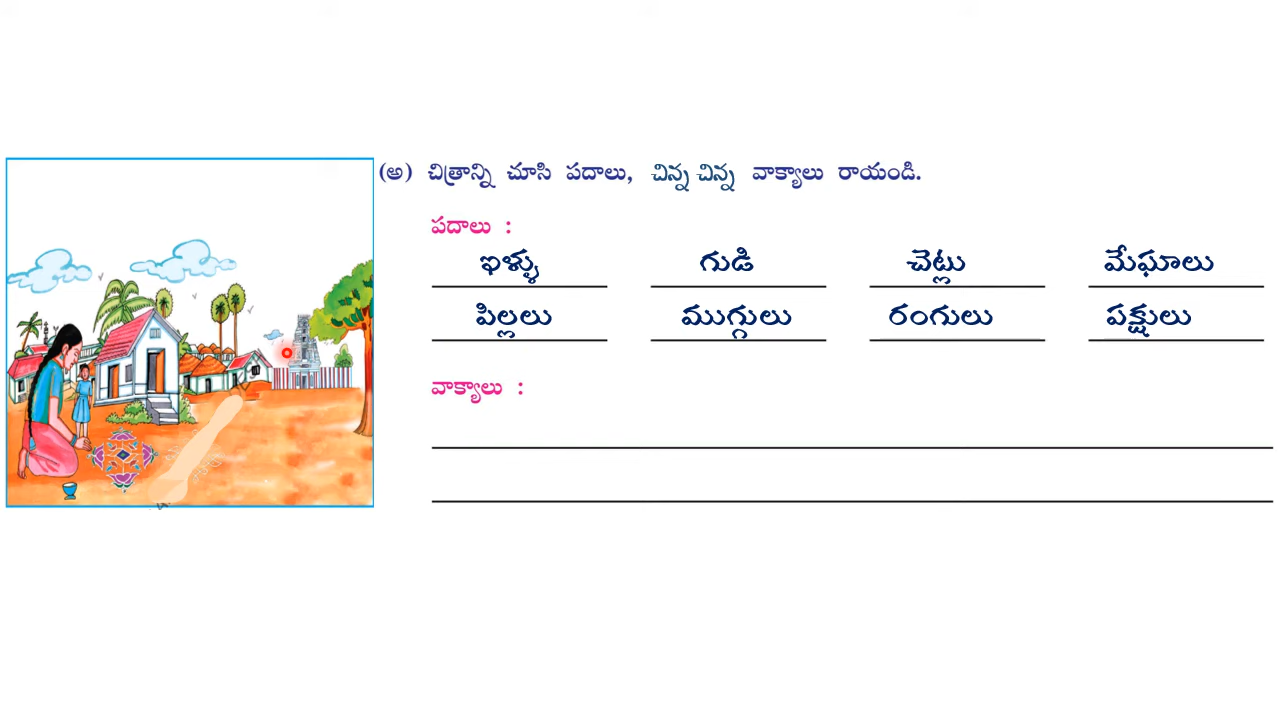 (అ) చిత్రాన్ని చూసి పదాలు, చిన్న చిన్న వాక్యాలు రాయండి.
పదాలు :
ఇళ్ళు గుడి చెట్లు మేఘాలు
పిల్లలు ముగ్గులు రంగులు పక్షులు
వాక్యాలు :